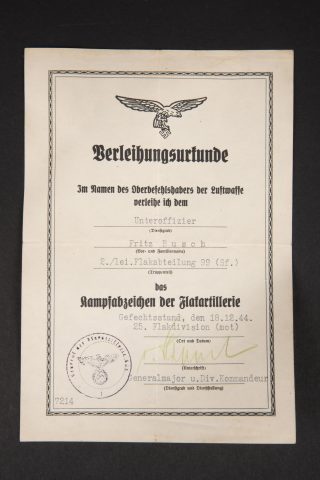 Verleihungsurkunde
Im Namen des Oberbefehlshabers der Luftwaffe
verleihe ich dem
Unteroffizier
(Dienstgrad)
Fritz Busch
(Vor- und Familienname)
2./lei.Flakabteilung 99 (Sf.)
(Truppenteil)
das
Kampfabzeichen der Flakartillerie
Gefechtsstand, den 18.12.44.
25. Flakdivision (mot)
(Ort und Datum)
(Unterschrift)
Generalmajor u.Div.Kommandeur
(Dienstgrad und Dienststellung)
7214